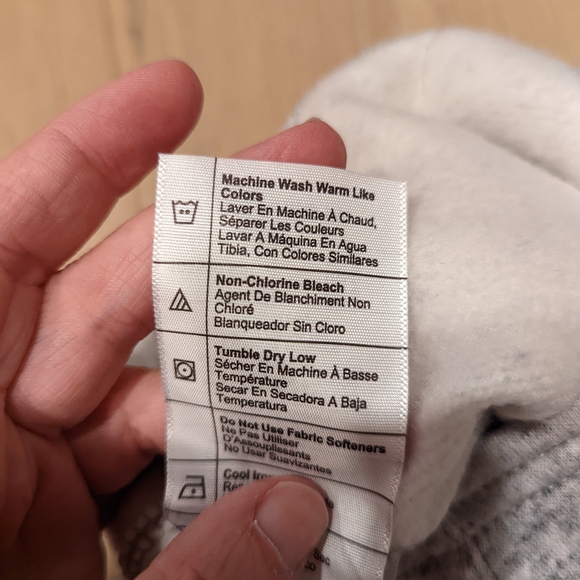 Machine Wash Warm Like
Colors
Laver En Machine À Chaud,
Séparer Les Couleurs
Lavar A Máquina En Agua
Tibia, Con Colores Similares
Non-Chlorine Bleach
Agent De Blanchiment Non
Chloré
Blanqueador Sin Cloro
Tumble Dry Low
Sécher En Machine À Basse
Température
Secar En Secadora A Baja
Temperatura
Do Not Use Fabric Softeners
Ne Pas Utiliser
D'Assouplissants
No Usar Suavizantes
Cool